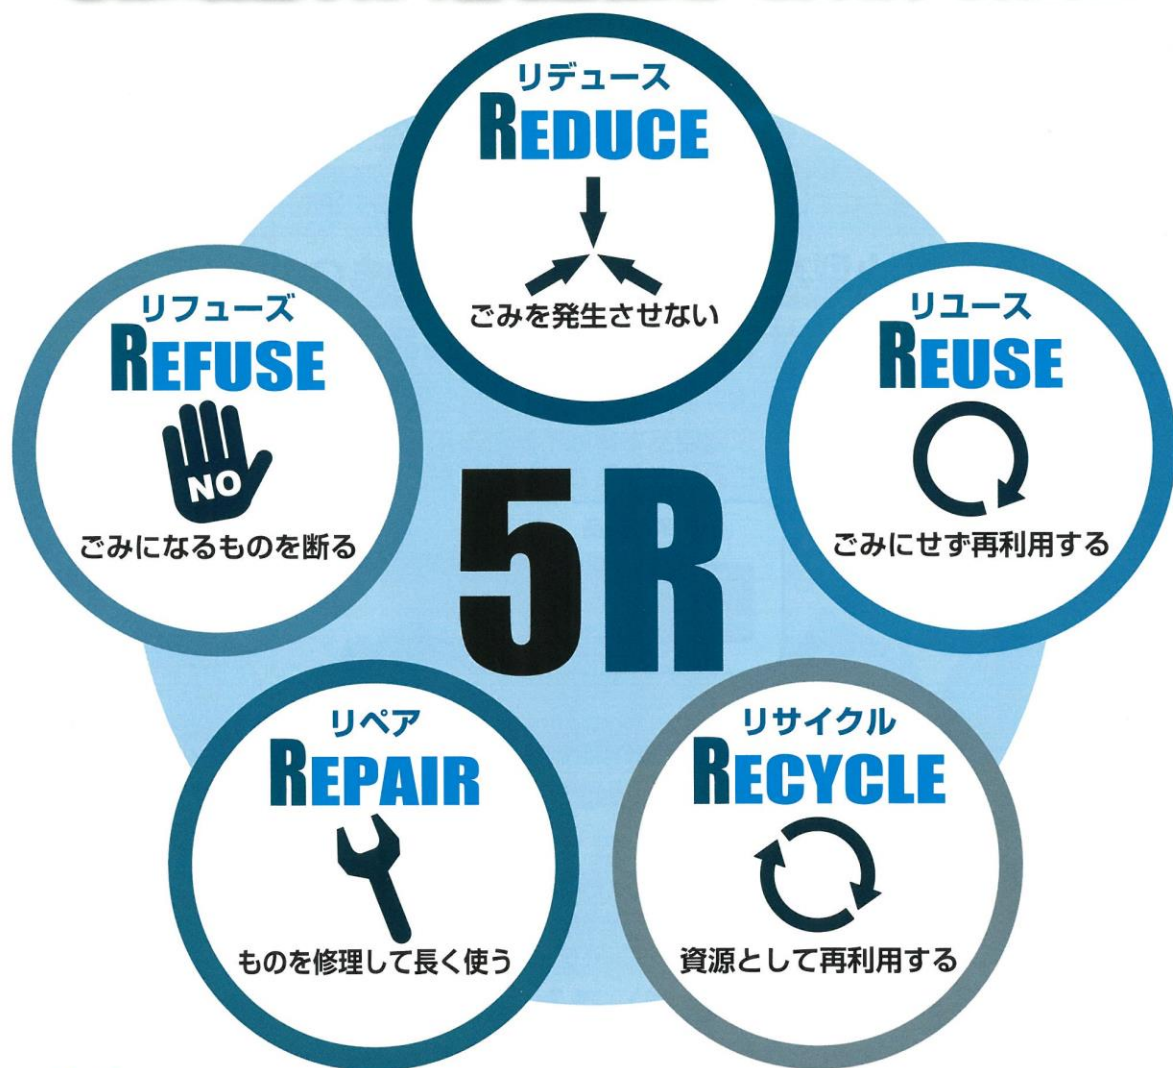 リデュース
REDUCE
ごみを発生させない
リフューズ
REFUSE
NO
ごみになるものを断る
リユース
REUSE
ごみにせず再利用する
5R
リペア
REPAIR
ものを修理して長く使う
リサイクル
RECYCLE
資源として再利用する